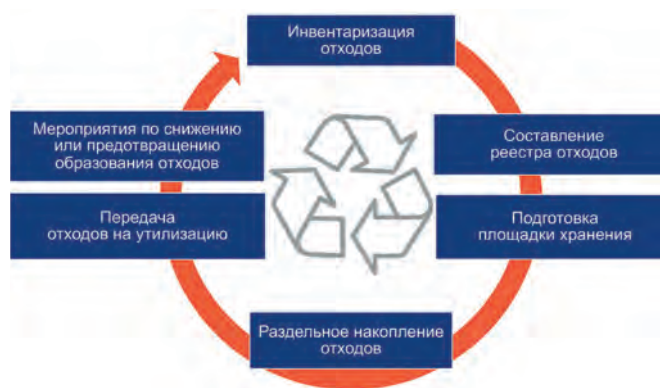 Инвентаризация
отходов
Составление
реестра отходов
Подготовка
площадки хранения
Раздельное накопление
отходов
Передача
отходов на утилизацию
Мероприятия по снижению
или предотвращению
образования отходов